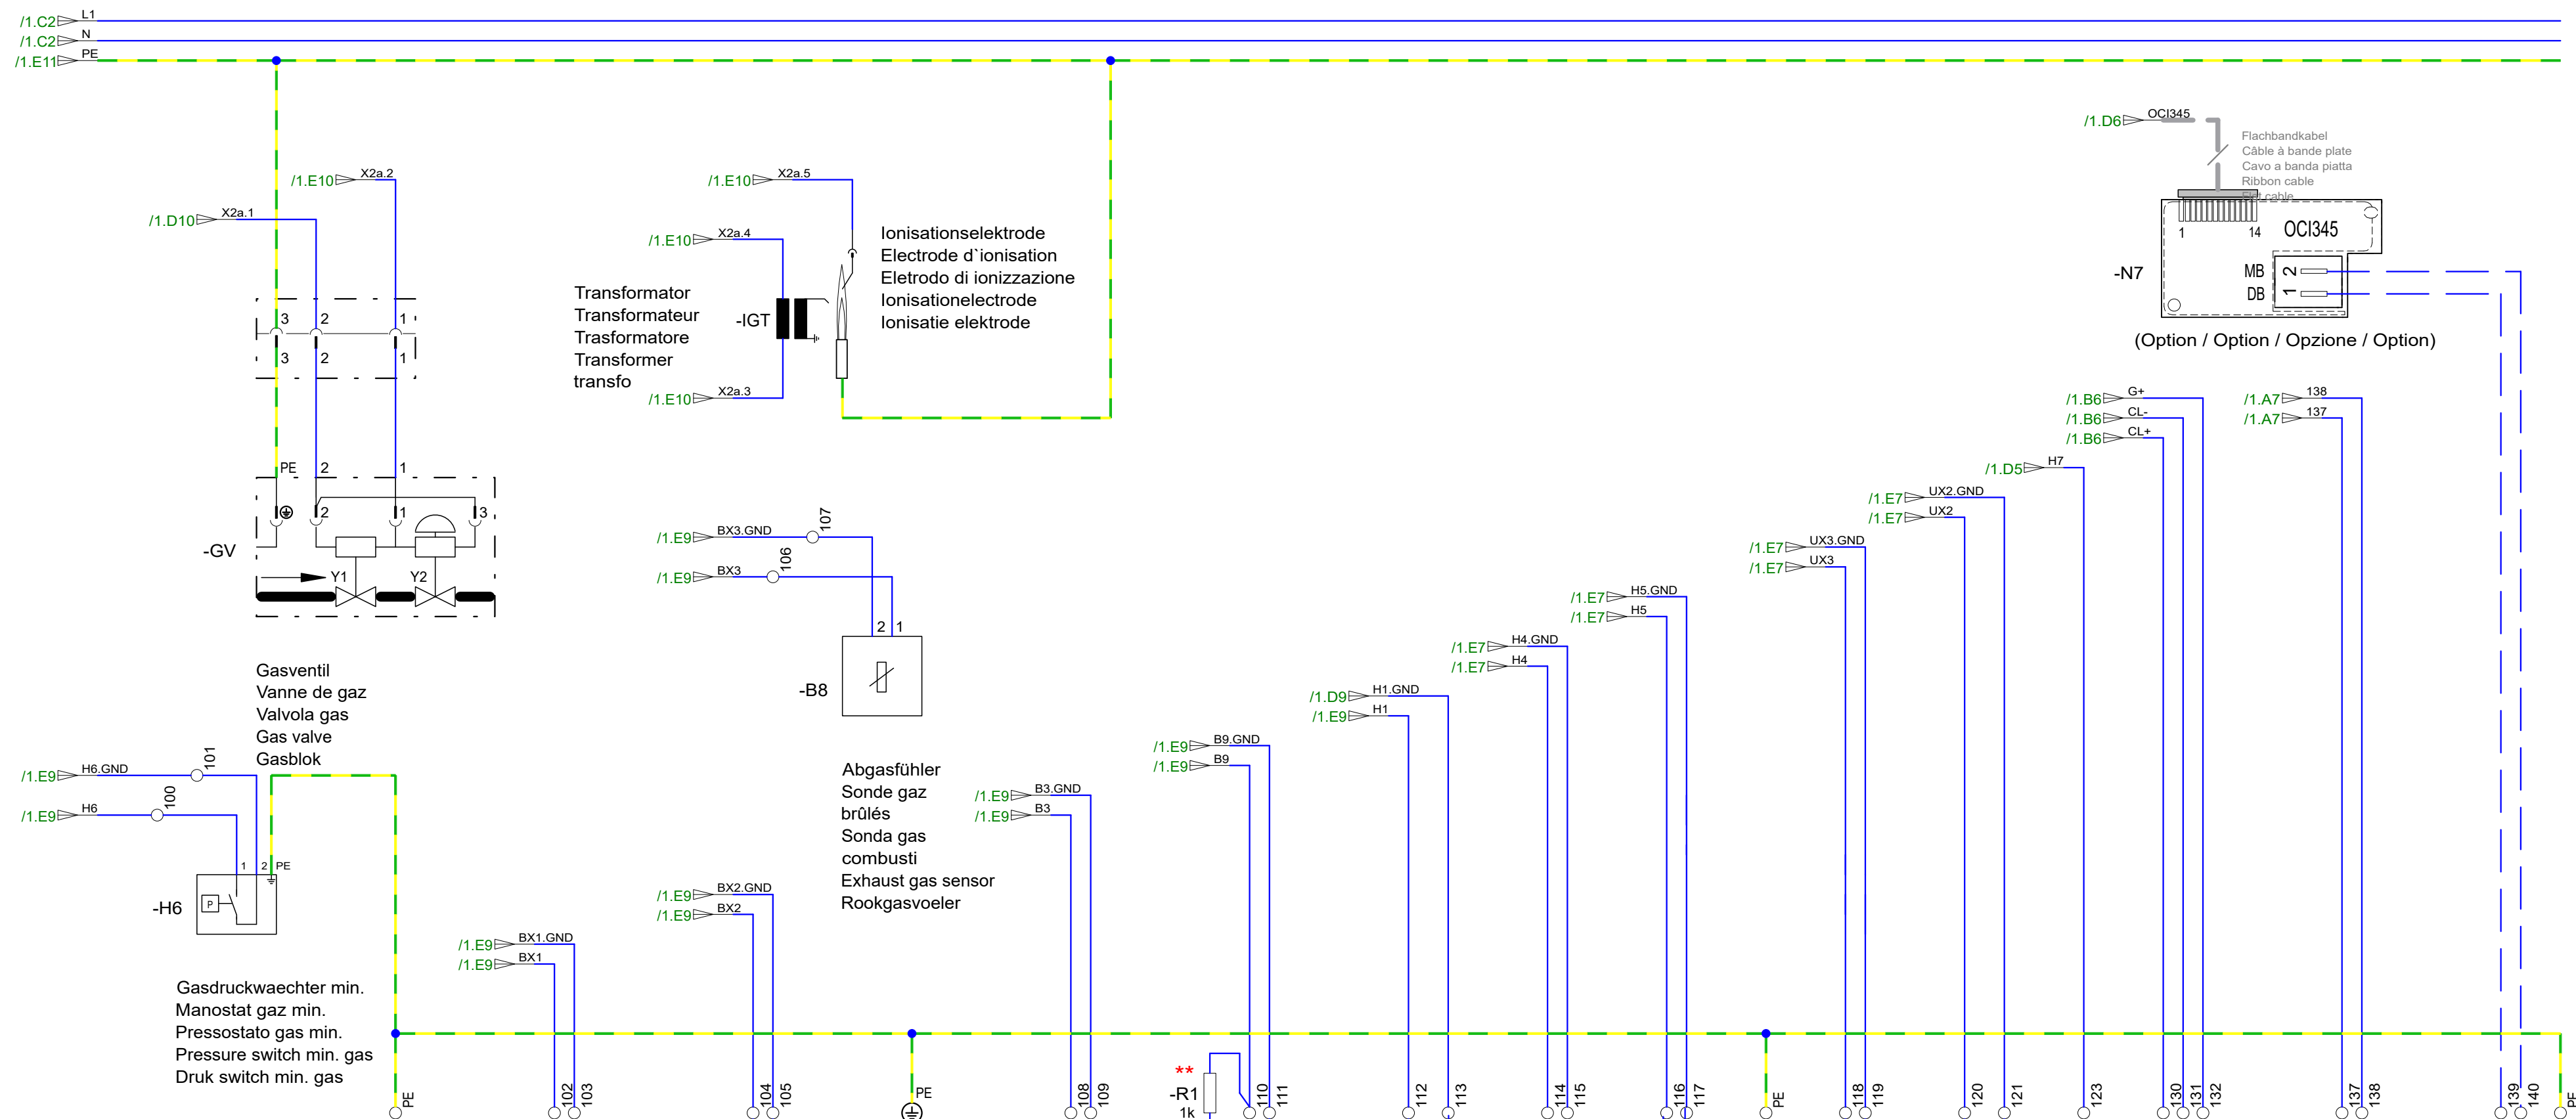 /1.C2 L1
/1.C2 N
/1.E11 PE
/1.D6 OCI345
Flachbandkabel
Câble à bande plate
Cavo a banda piatta
Ribbon cable
/1.E10 X2a.2
/1.D10 X2a.1
/1.E10 X2a.5
/1.E10 X2a.4
/1.E10 X2a.3
Ionisationselektrode
Electrode d`ionisation
Eletrodo di ionizzazione
Ionisationelectrode
Ionisatie elektrode
Transformator
Transformateur
Trasformatore
Transformer
transfo
-IGT
1 14 OCI345
-N7
MB 2
DB 1
(Option / Option / Opzione / Option)
3 2 1
3 2 1
PE 2 1
2 1 3
-GV
Y1 Y2
Gasventil
Vanne de gaz
Valvola gas
Gas valve
Gasblok
/1.E9 H6.GND 101
/1.E9 H6 100
1 2 PE
P
-H6
Gasdruckwaechter min.
Manostat gaz min.
Pressostato gas min.
Pressure switch min. gas
Druk switch min. gas
/1.E9 BX3.GND 107
/1.E9 BX3 106
2 1
-B8
Abgasfühler
Sonde gaz
brûlés
Sonda gas
combusti
Exhaust gas sensor
Rookgasvoeler
/1.E9 BX1.GND
/1.E9 BX1
/1.E9 BX2.GND
/1.E9 BX2
/1.E9 B3.GND
/1.E9 B3
/1.E9 B9.GND
/1.E9 B9
/1.D9 H1.GND
/1.E9 H1
/1.E7 H4.GND
/1.E7 H4
/1.E7 H5.GND
/1.E7 H5
/1.E7 UX3.GND
/1.E7 UX3
/1.E7 UX2.GND
/1.E7 UX2
/1.D5 H7
/1.B6 G+
/1.B6 CL-
/1.B6 CL+
/1.A7 138
/1.A7 137
**
-R1
1k
PE 102 103 104 105 PE 108 109 110 111 112 113 114 115 116 117 PE 118 119 120 121 123 130 131 132 137 138 139 140